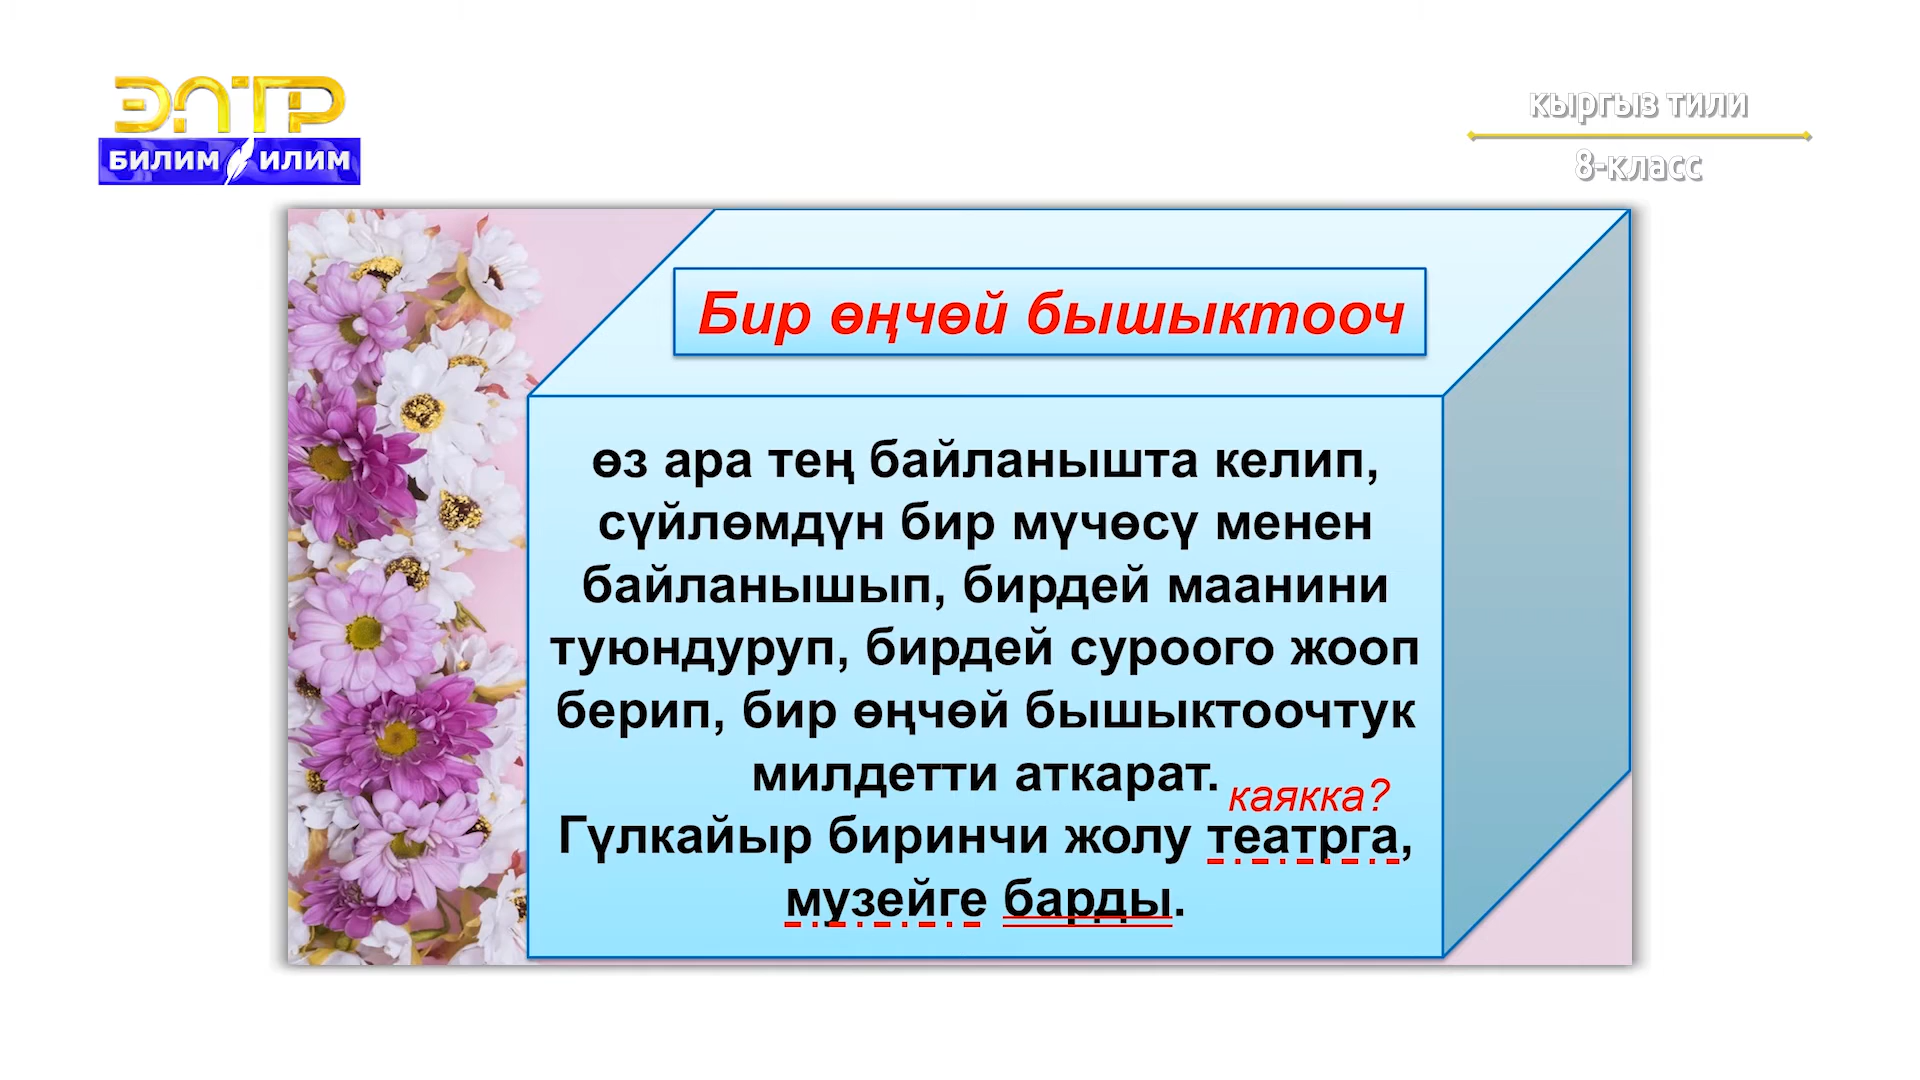 ЭЛТР
БИЛИМ ИЛИМ
кыргыз тили
8-класс
Бир өңчөй бышыктооч
өз ара тең байланышта келип,
сүйлөмдүн бир мүчөсү менен
байланышып, бирдей маанини
туюндуруп, бирдей суроого жооп
берип, бир өңчөй бышыктоочтук
милдетти аткарат.
каякка?
Гүлкайыр биринчи жолу театрга,
музейге барды.